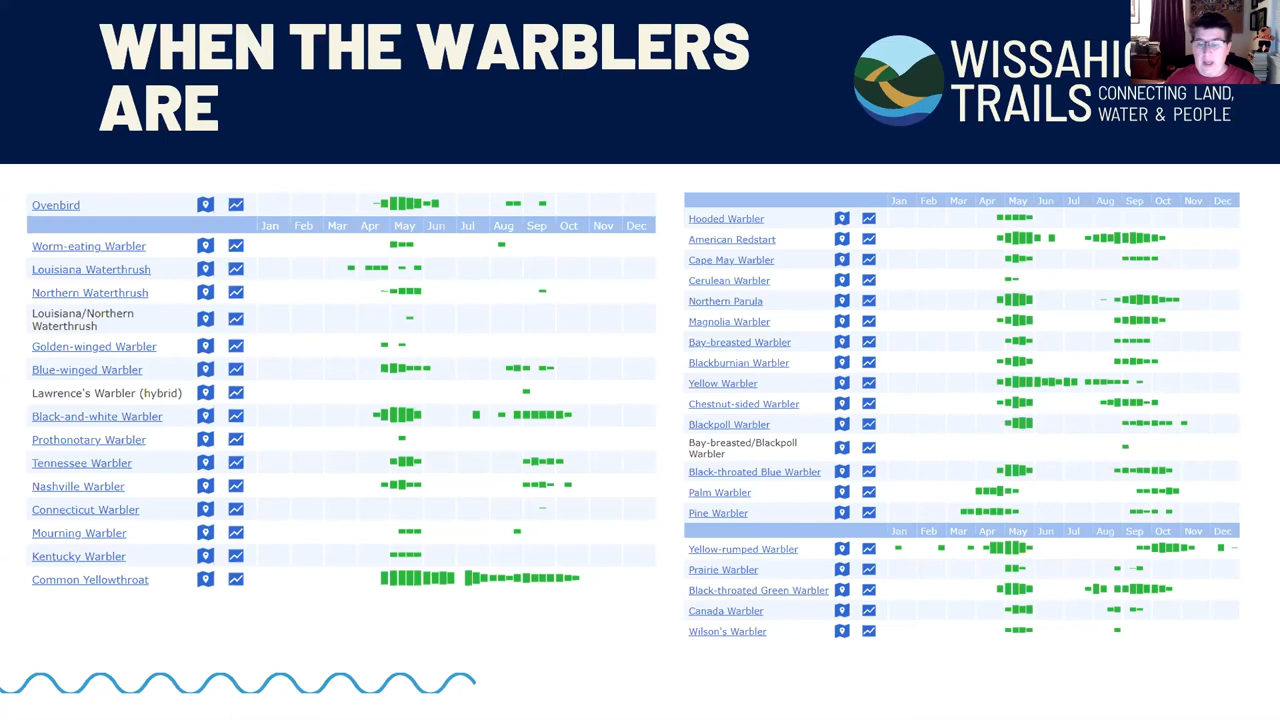 WHEN THE WARBLERS
ARE
WISSAHIC
TRAILS
CONNECTING LAND,
WATER & PEOPLE
Ovenbird
Jan Feb Mar Apr May Jun Jul Aug Sep Oct Nov Dec
Worm-eating Warbler
Louisiana Waterthrush
Northern Waterthrush
Louisiana/Northern
Waterthrush
Golden-winged Warbler
Blue-winged Warbler
Lawrence's Warbler (hybrid)
Black-and-white Warbler
Prothonotary Warbler
Tennessee Warbler
Nashville Warbler
Connecticut Warbler
Mourning Warbler
Kentucky Warbler
Common Yellowthroat
Jan Feb Mar Apr May Jun Jul Aug Sep Oct Nov Dec
Hooded Warbler
American Redstart
Cape May Warbler
Cerulean Warbler
Northern Parula
Magnolia Warbler
Bay-breasted Warbler
Blackburnian Warbler
Yellow Warbler
Chestnut-sided Warbler
Blackpoll Warbler
Bay-breasted/Blackpoll
Warbler
Black-throated Blue Warbler
Palm Warbler
Pine Warbler
Jan Feb Mar Apr May Jun Jul Aug Sep Oct Nov Dec
Yellow-rumped Warbler
Prairie Warbler
Black-throated Green Warbler
Canada Warbler
Wilson's Warbler